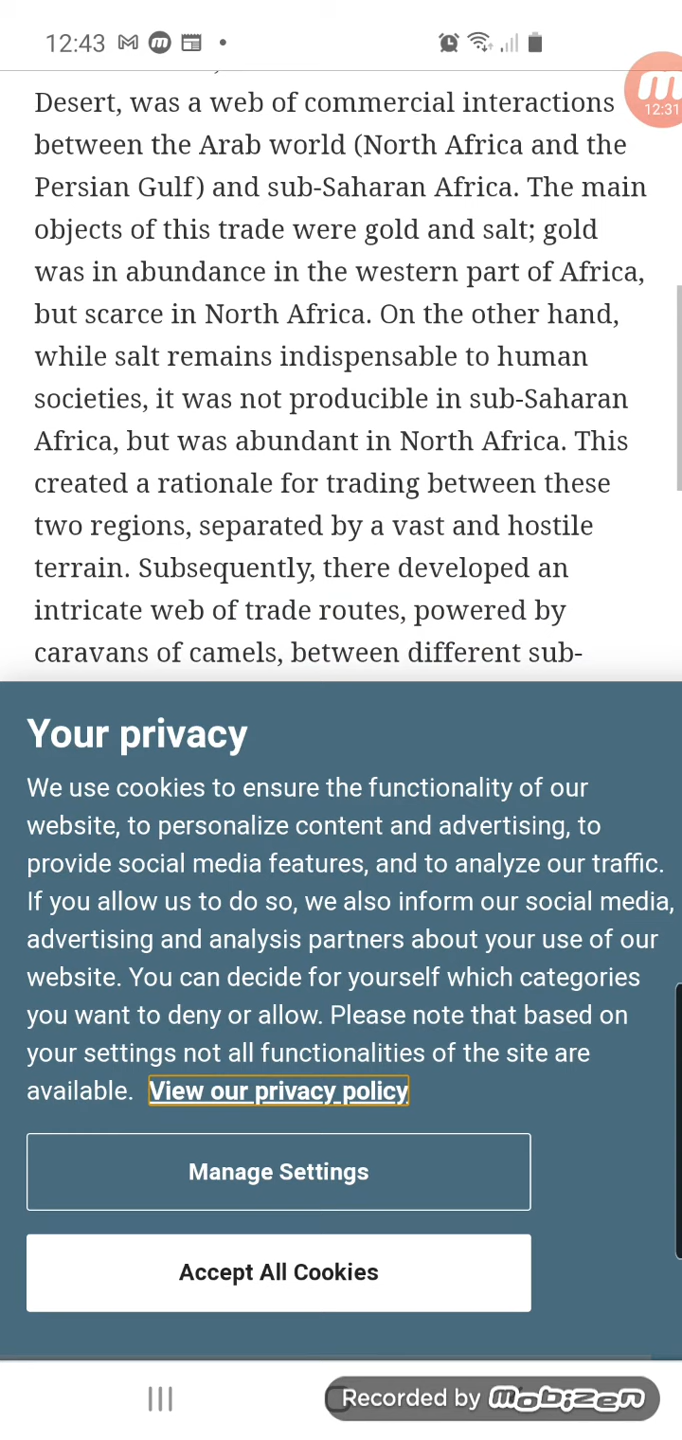 12:43
12:31
Desert, was a web of commercial interactions
between the Arab world (North Africa and the
Persian Gulf) and sub-Saharan Africa. The main
objects of this trade were gold and salt; gold
was in abundance in the western part of Africa,
but scarce in North Africa. On the other hand,
while salt remains indispensable to human
societies, it was not producible in sub-Saharan
Africa, but was abundant in North Africa. This
created a rationale for trading between these
two regions, separated by a vast and hostile
terrain. Subsequently, there developed an
intricate web of trade routes, powered by
caravans of camels, between different sub-
Your privacy
We use cookies to ensure the functionality of our
website, to personalize content and advertising, to
provide social media features, and to analyze our traffic.
If you allow us to do so, we also inform our social media,
advertising and analysis partners about your use of our
website. You can decide for yourself which categories
you want to deny or allow. Please note that based on
your settings not all functionalities of the site are
available. View our privacy policy
Manage Settings
Accept All Cookies
Recorded by mobizen